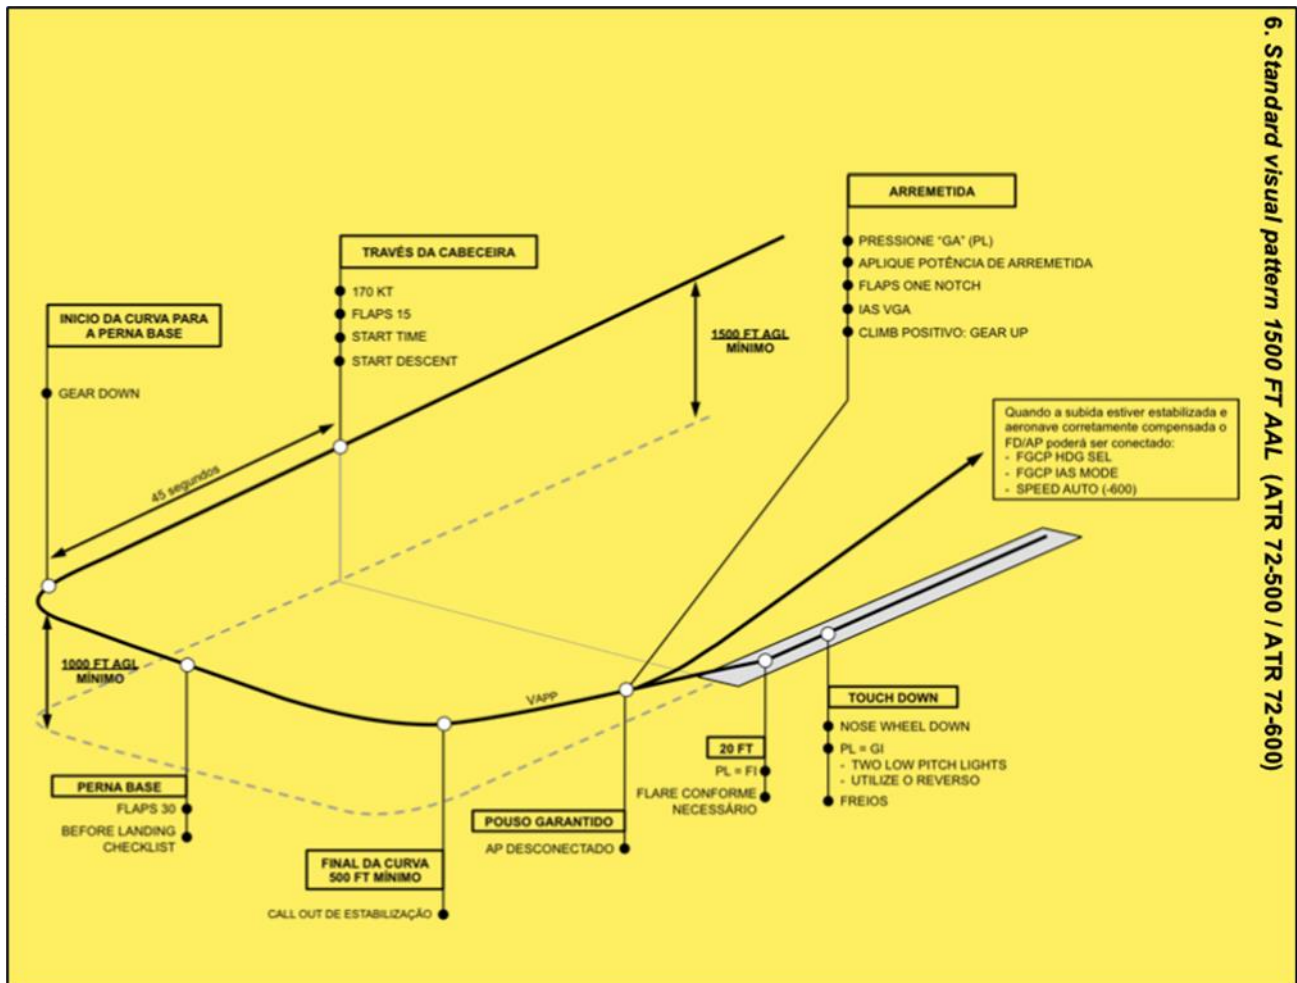 6. Standard visual pattern 1500 FT AAL (ATR 72-500 / ATR 72-600)
ARREMETIDA
PRESSIONE “GA” (PL)
APLIQUE POTÊNCIA DE ARREMETIDA
FLAPS ONE NOTCH
IAS VGA
CLIMB POSITIVO: GEAR UP
TRAVÉS DA CABECEIRA
170 KT
FLAPS 15
START TIME
START DESCENT
INICIO DA CURVA PARA
A PERNA BASE
GEAR DOWN
1500 FT AGL
MÍNIMO
45 segundos
Quando a subida estiver estabilizada e
aeronave corretamente compensada o
FD/AP poderá ser conectado:
- FGCP HDG SEL
- FGCP IAS MODE
- SPEED AUTO (-600)
1000 FT AGL
MÍNIMO
VAPP
PERNA BASE
FLAPS 30
BEFORE LANDING
CHECKLIST
FINAL DA CURVA
500 FT MÍNIMO
CALL OUT DE ESTABILIZAÇÃO
POUSO GARANTIDO
AP DESCONECTADO
20 FT
PL = FI
FLARE CONFORME
NECESSÁRIO
TOUCH DOWN
NOSE WHEEL DOWN
PL = GI
- TWO LOW PITCH LIGHTS
- UTILIZE O REVERSO
FREIOS